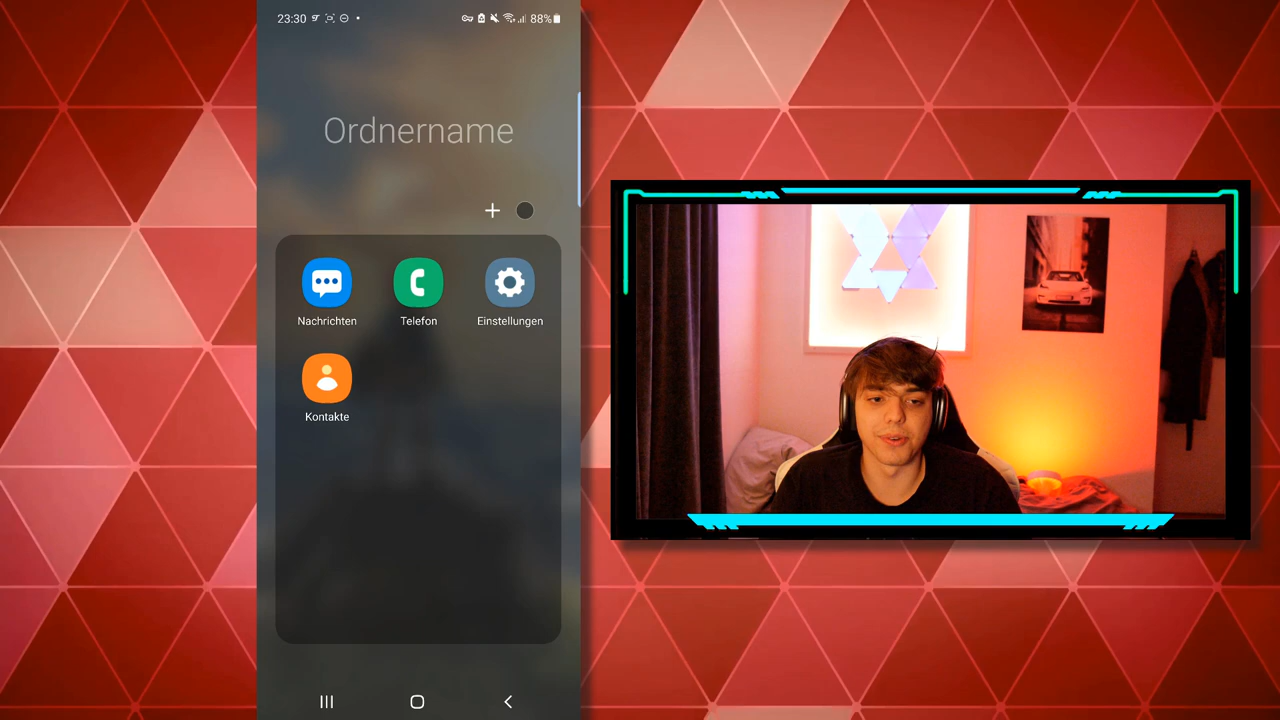 23:30
88%
Ordnername
Nachrichten
Telefon
Einstellungen
Kontakte